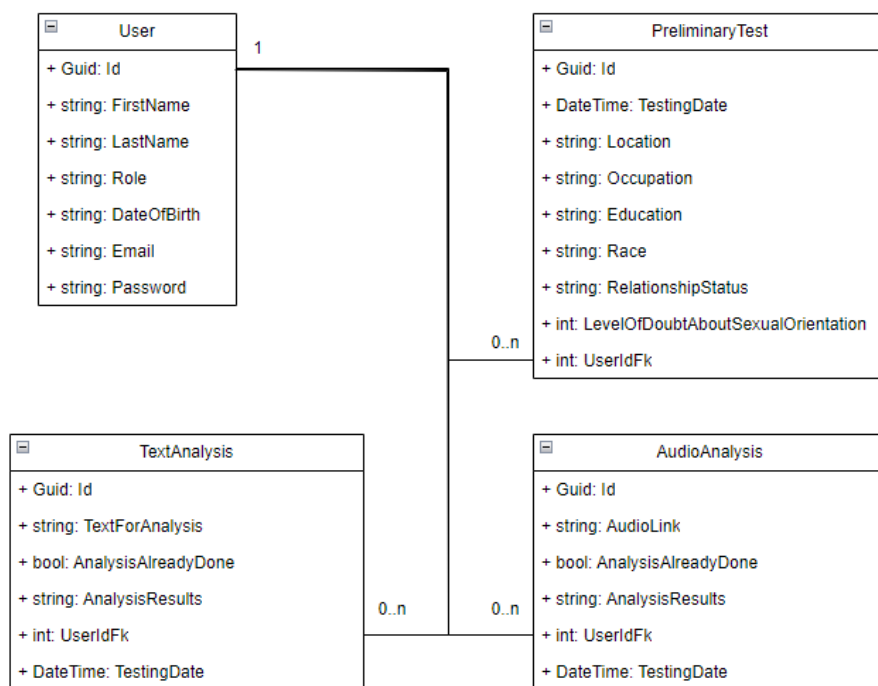 User
+ Guid: Id
+ string: FirstName
+ string: LastName
+ string: Role
+ string: DateOfBirth
+ string: Email
+ string: Password
1
PreliminaryTest
+ Guid: Id
+ DateTime: TestingDate
+ string: Location
+ string: Occupation
+ string: Education
+ string: Race
+ string: RelationshipStatus
+ int: LevelOfDoubtAboutSexualOrientation
+ int: UserIdFk
0..n
TextAnalysis
+ Guid: Id
+ string: TextForAnalysis
+ bool: AnalysisAlreadyDone
+ string: AnalysisResults
+ int: UserIdFk
+ DateTime: TestingDate
0..n
0..n
AudioAnalysis
+ Guid: Id
+ string: AudioLink
+ bool: AnalysisAlreadyDone
+ string: AnalysisResults
+ int: UserIdFk
+ DateTime: TestingDate